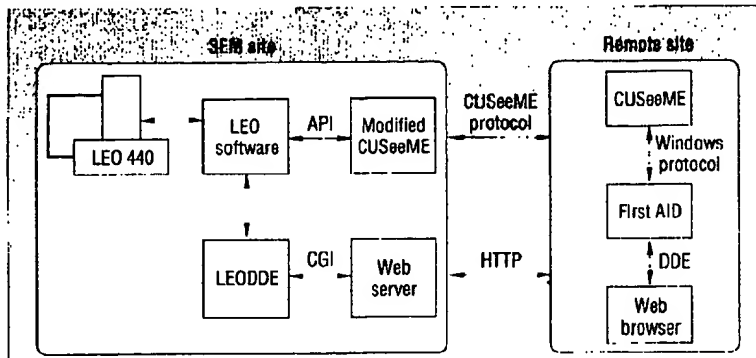 SEM site
Remote site
LEO 440
LEO
software
API
Modified
CUSeeME
CUSeeME
protocol
CUSeeME
Windows
protocol
First AID
LEODDE
CGI
Web
server
HTTP
DDE
Web
browser